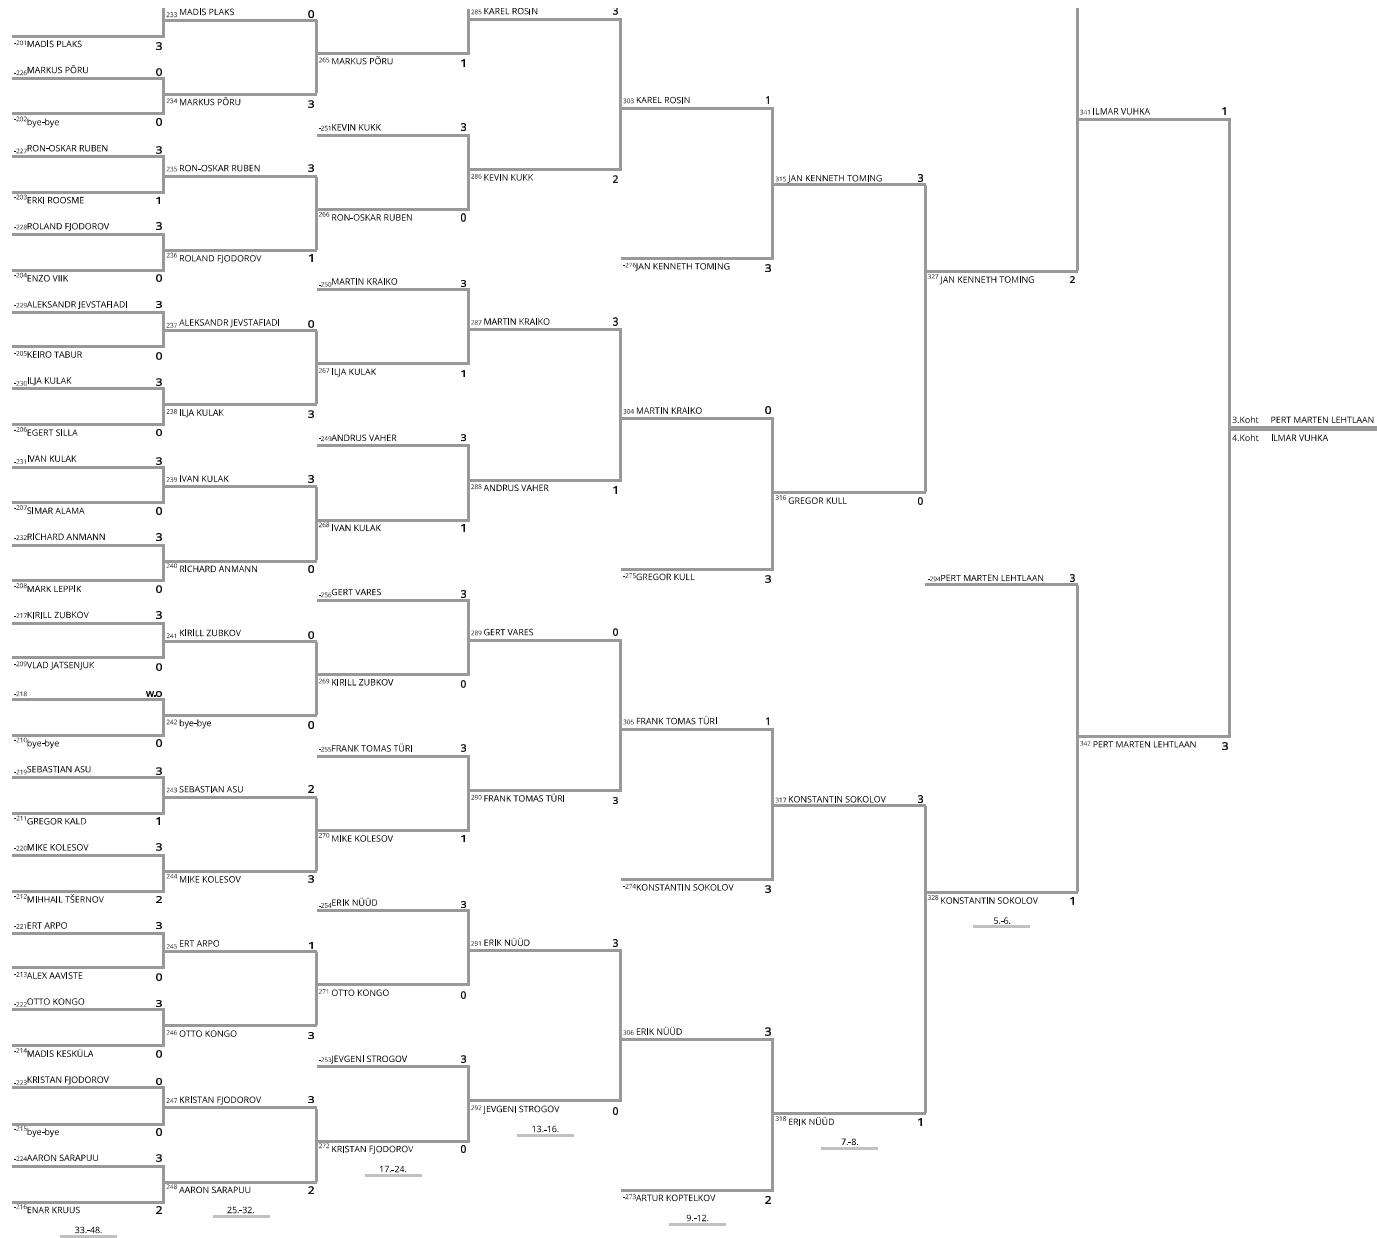 233 MADIS PLAKS 0
-201 MADIS PLAKS 3
-226 MARKUS PÕRU 0
234 MARKUS PÕRU 3
-202 bye-bye 0
-227 RON-OSKAR RUBEN 3
235 RON-OSKAR RUBEN 3
-203 ERKI ROOSME 1
-228 ROLAND FJODOROV 3
236 ROLAND FJODOROV 1
-204 ENZO VIIK 0
-229 ALEKSANDR JEVSTAFIADI 3
237 ALEKSANDR JEVSTAFIADI 0
-205 KEIRO TABUR 0
-230 ILJA KULAK 3
238 ILJA KULAK 3
-206 EGERT SILLA 0
-231 IVAN KULAK 3
239 IVAN KULAK 3
-207 SIMAR ALAMA 0
-232 RICHARD ANMANN 3
240 RICHARD ANMANN 0
-208 MARK LEPPIK 0
-217 KIRILL ZUBKOV 3
241 KIRILL ZUBKOV 0
-209 VLAD JATSENJUK 0
-218 w.o
242 bye-bye 0
-210 bye-bye 0
-219 SEBASTIAN ASU 3
243 SEBASTIAN ASU 2
-211 GREGOR KALD 1
-220 MIKE KOLESOV 3
244 MIKE KOLESOV 3
-212 MIHHAIL TŠERNOV 2
-221 ERT ARPO 3
245 ERT ARPO 1
-213 ALEX AAVISTE 0
-222 OTTO KONGO 3
246 OTTO KONGO 3
-214 MADIS KESKÜLA 0
-223 KRISTAN FJODOROV 0
247 KRISTAN FJODOROV 3
-215 bye-bye 0
-224 AARON SARAPUU 3
248 AARON SARAPUU 2
-216 ENAR KRUUS 2
33.-48.
25.-32.
265 MARKUS PÕRU 1
-251 KEVIN KUKK 3
266 RON-OSKAR RUBEN 0
-250 MARTIN KRAIKO 3
267 ILJA KULAK 1
-249 ANDRUS VAHER 3
268 IVAN KULAK 1
-256 GERT VARES 3
269 KIRILL ZUBKOV 0
-255 FRANK TOMAS TÜRI 3
270 MIKE KOLESOV 1
-254 ERIK NÜÜD 3
271 OTTO KONGO 0
-253 JEVGENI STROGOV 3
272 KRISTAN FJODOROV 0
17.-24.
285 KAREL ROSIN 3
286 KEVIN KUKK 2
287 MARTIN KRAIKO 3
288 ANDRUS VAHER 1
289 GERT VARES 0
290 FRANK TOMAS TÜRI 3
291 ERIK NÜÜD 3
292 JEVGENI STROGOV 0
13.-16.
303 KAREL ROSIN 1
-276 JAN KENNETH TOMING 3
304 MARTIN KRAIKO 0
-275 GREGOR KULL 3
305 FRANK TOMAS TÜRI 1
-274 KONSTANTIN SOKOLOV 3
306 ERIK NÜÜD 3
-273 ARTUR KOPTELKOV 2
9.-12.
315 JAN KENNETH TOMING 3
316 GREGOR KULL 0
317 KONSTANTIN SOKOLOV 3
318 ERIK NÜÜD 1
7.-8.
327 JAN KENNETH TOMING 2
-294 PERT MARTEN LEHTLAAN 3
328 KONSTANTIN SOKOLOV 1
5.-6.
341 ILMAR VUHKA 1
342 PERT MARTEN LEHTLAAN 3
3.Koht PERT MARTEN LEHTLAAN
4.Koht ILMAR VUHKA